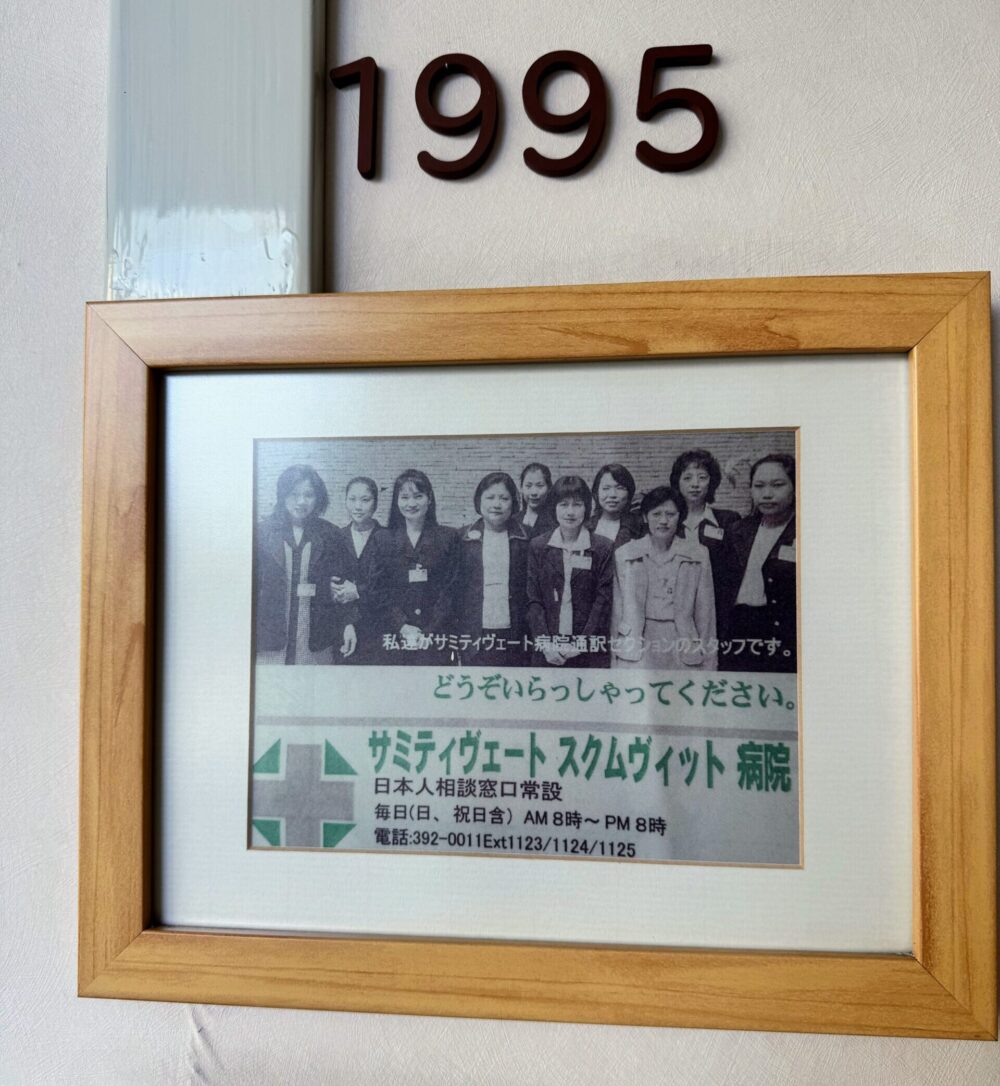 1995
私達がサミティヴェート病院通訳セクションのスタッフです。
どうぞいらっしゃってください。
サミティヴェート スクムヴィット 病院
日本人相談窓口常設
毎日(日、祝日含) AM8時〜PM8時
電話:392-0011Ext1123/1124/1125